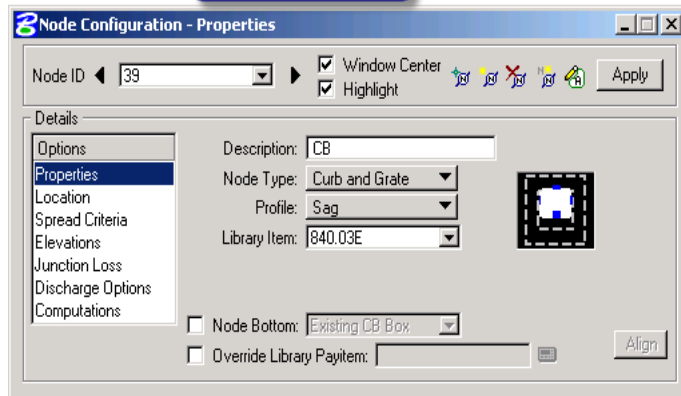 Node Configuration - Properties
Node ID 39 Window Center Apply
Highlight
Details
Options
Properties
Location
Spread Criteria
Elevations
Junction Loss
Discharge Options
Computations
Description: CB
Node Type: Curb and Grate
Profile: Sag
Library Item: 840.03E
Node Bottom: Existing CB Box
Override Library Payitem:
Align